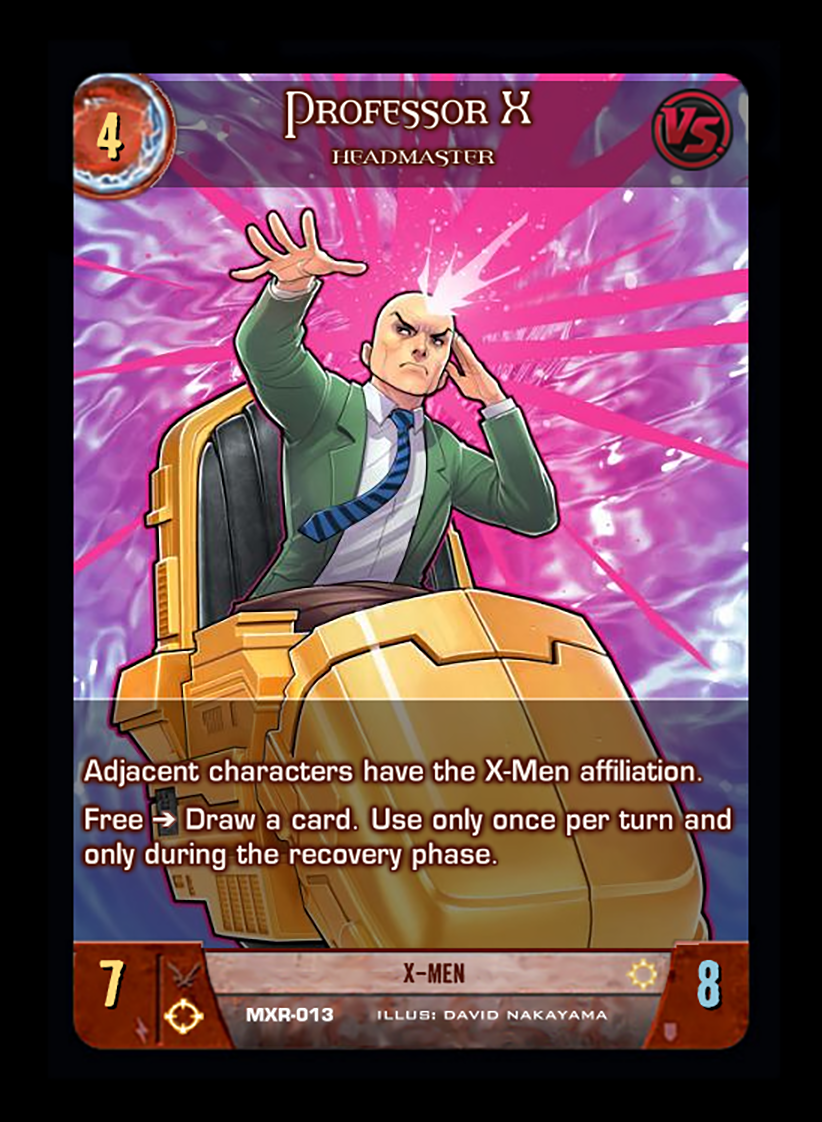 4
Professor X
VS.
Headmaster
Adjacent characters have the X-Men affiliation.
Free → Draw a card. Use only once per turn and
only during the recovery phase.
7
X-MEN
8
MXR-013 ILLUS: DAVID NAKAYAMA